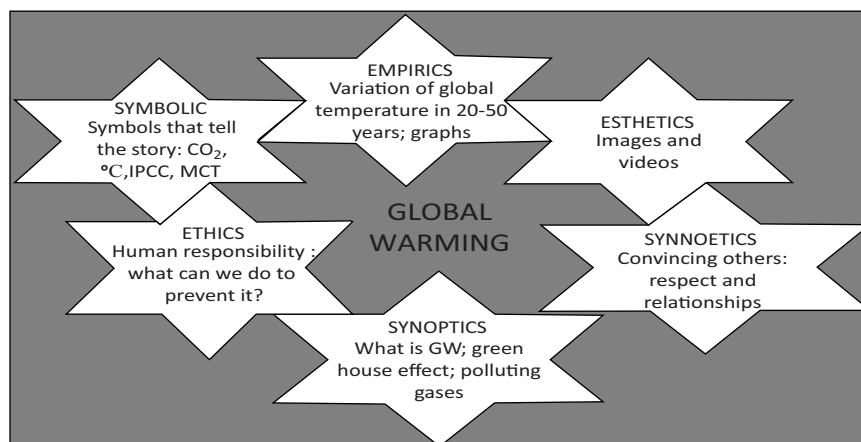 EMPIRICS
Variation of global
temperature in 20-50
years; graphs
SYMBOLIC
Symbols that tell
the story: CO₂,
°C,IPCC, MCT
ESTHETICS
Images and
videos
GLOBAL
WARMING
ETHICS
Human responsibility :
what can we do to
prevent it?
SYNNOETICS
Convincing others:
respect and
relationships
SYNOPTICS
What is GW; green
house effect; polluting
gases